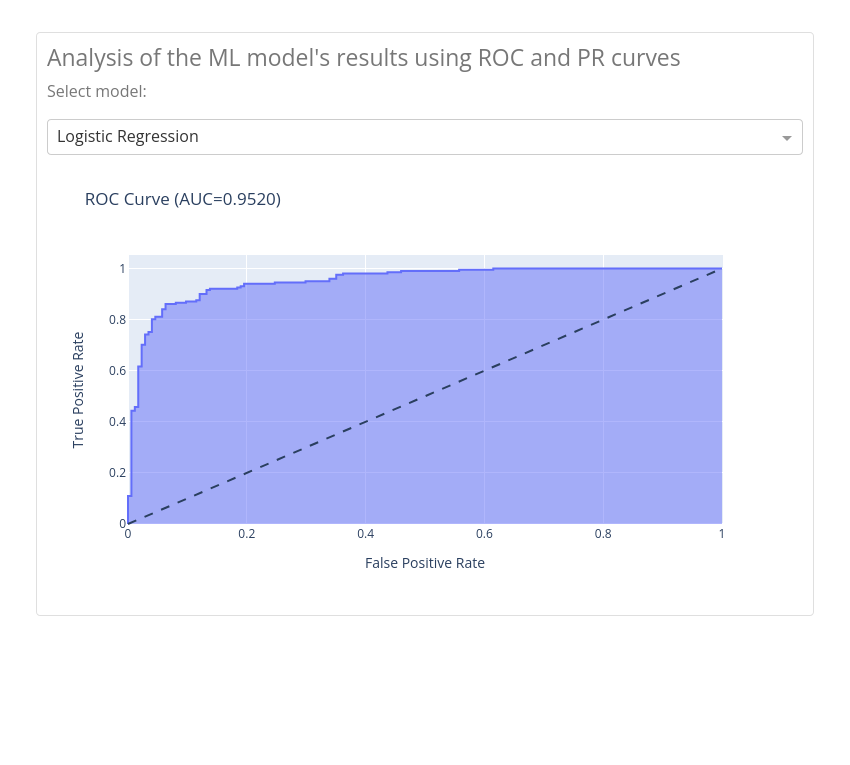 Analysis of the ML model's results using ROC and PR curves
Select model:
Logistic Regression
ROC Curve (AUC=0.9520)
1
0.8
0.6
0.4
0.2
0
True Positive Rate
0 0.2 0.4 0.6 0.8 1
False Positive Rate